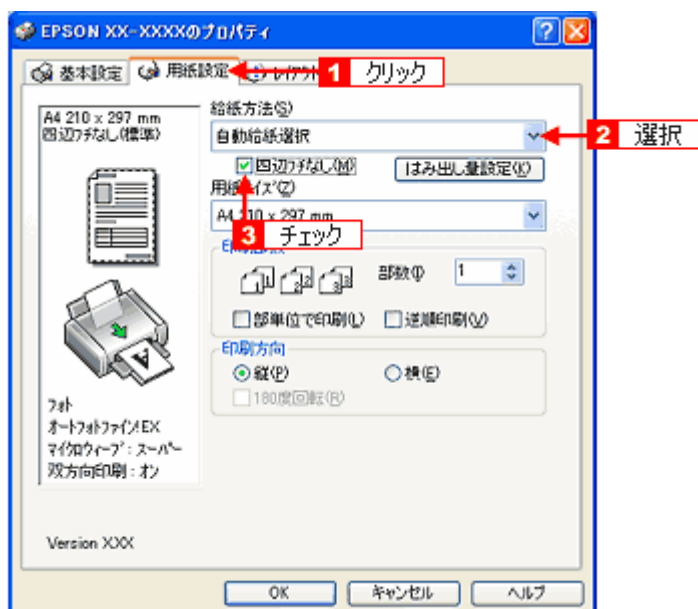 EPSON XX-XXXXのプロパティ
基本設定 用紙設定 レイアウト
1 クリック
A4 210 x 297 mm
四辺フチなし(標準)
給紙方法(S)
自動給紙選択
2 選択
四辺フチなし(M) はみ出し量設定(K)
用紙サイズ(Z)
A4 210 x 297 mm
3 チェック
部数(I) 1
部単位で印刷(L) 逆順印刷(V)
印刷方向
縦(P) 横(E)
180度回転(R)
フォト
オートフォトファイン!EX
マイクロウィーブ:スーパー
双方向印刷:オン
Version XXX
OK キャンセル ヘルプ